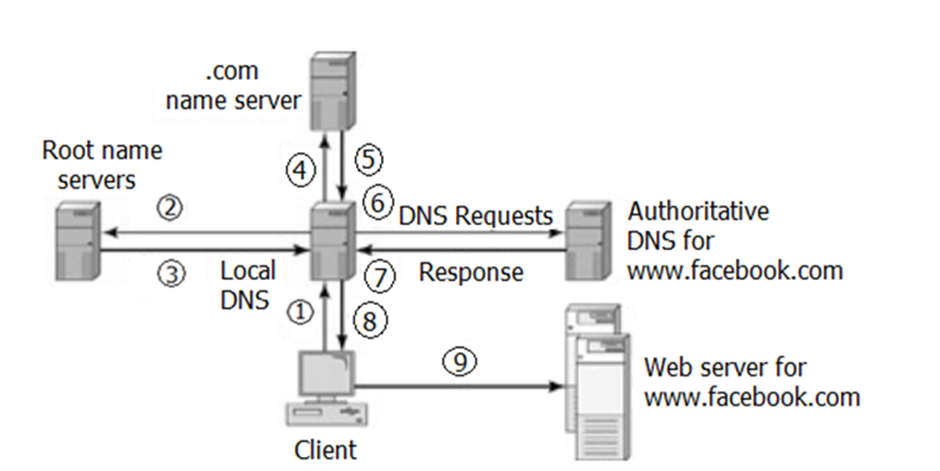 .com
name server
Root name
servers
④
⑤
②
⑥
DNS Requests
Authoritative
DNS for
www.facebook.com
③
Local
DNS
⑦
Response
①
⑧
⑨
Web server for
www.facebook.com
Client